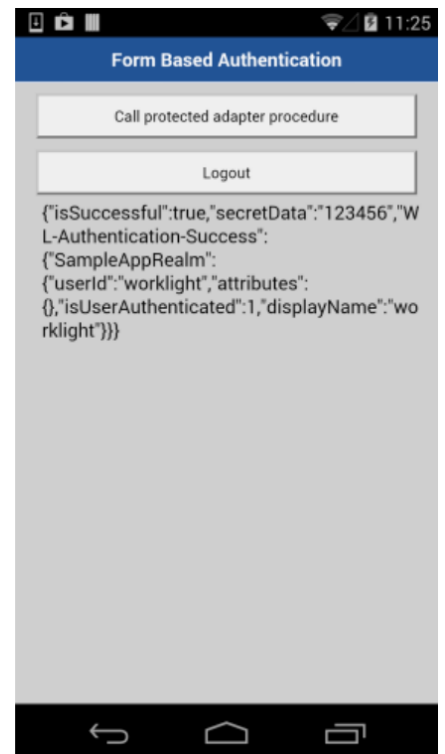 11:25
Form Based Authentication
Call protected adapter procedure
Logout
{"isSuccessful":true,"secretData":"123456","W
L-Authentication-Success":
{"SampleAppRealm":
{"userId":"worklight","attributes":
{},"isUserAuthenticated":1,"displayName":"wo
rklight"}}}